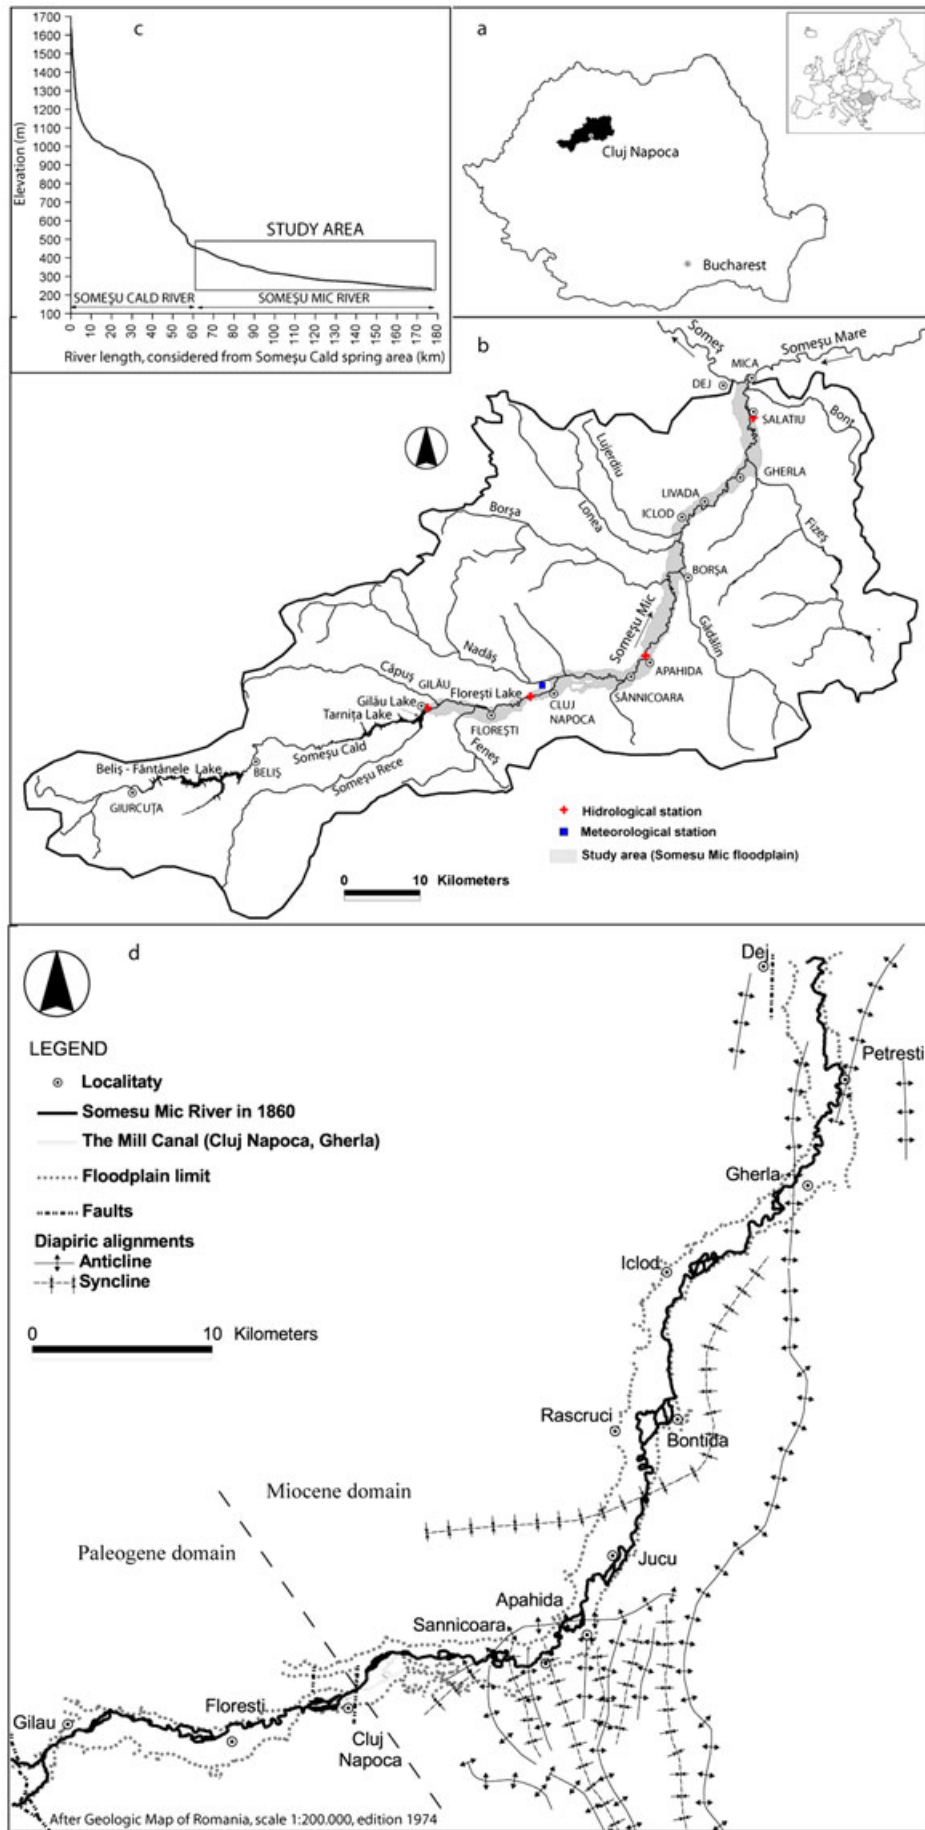 c
1700
1600
1500
1400
1300
1200
1100
1000
900
800
700
600
500
400
300
200
100
Elevation (m)
STUDY AREA
SOMEŞU CALD RIVER
SOMEŞU MIC RIVER
0 10 20 30 40 50 60 70 80 90 100 110 120 130 140 150 160 170 180
River length, considered from Someşu Cald spring area (km)
a
Cluj Napoca
Bucharest
b
Someş
Someşu Mare
MICA
DEJ
SALATIU
Bonţ
Lujerdiu
GHERLA
LIVADA
ICLOD
Lonea
Borşa
Fizeş
BORŞA
Someşu Mic
Gădălin
Nadăş
APAHIDA
Căpuş
GILĂU
SÂNNICOARA
Gilău Lake
Floreşti Lake
CLUJ
NAPOCA
Tarniţa Lake
FLOREŞTI
Someşu Cald
Feneş
Beliş - Fântânele Lake
BELIŞ
Someşu Rece
GIURCUŢA
Hidrological station
Meteorological station
Study area (Somesu Mic floodplain)
0 10 Kilometers
d
LEGEND
Localitaty
Somesu Mic River in 1860
The Mill Canal (Cluj Napoca, Gherla)
Floodplain limit
Faults
Diapiric alignments
Anticline
Syncline
0 10 Kilometers
Dej
Petresti
Gherla
Iclod
Rascruci
Bontida
Miocene domain
Paleogene domain
Jucu
Apahida
Sannicoara
Floresti
Gilau
Cluj
Napoca
After Geologic Map of Romania, scale 1:200.000, edition 1974